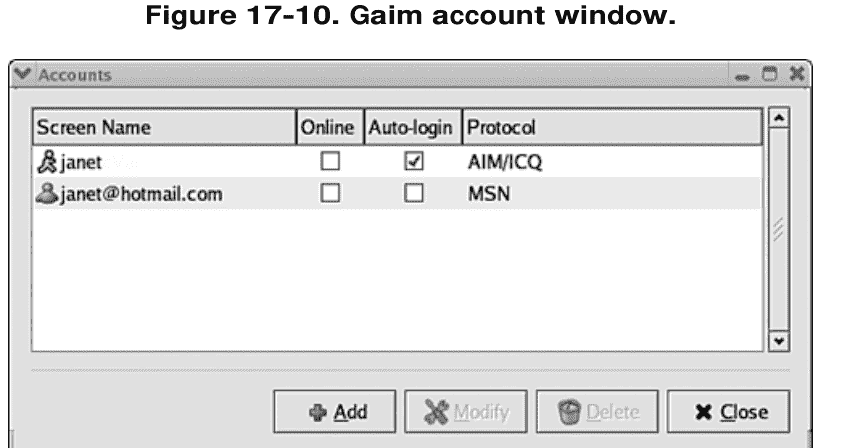 Figure 17-10. Gaim account window.
Accounts
Screen Name Online Auto-login Protocol
janet AIM/ICQ
janet@hotmail.com MSN
Add Modify Delete Close